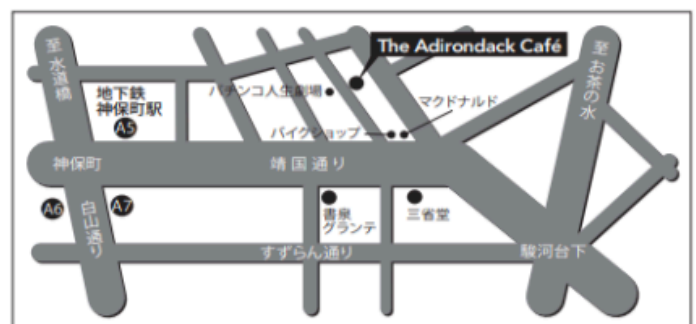 至 水道橋
The Adirondack Café
至 お茶の水
地下鉄
神保町駅
A5
パチンコ人生劇場
マクドナルド
バイクショップ
神保町
靖国通り
A6
A7
白山通り
書泉
グランテ
三省堂
すずらん通り
駿河台下